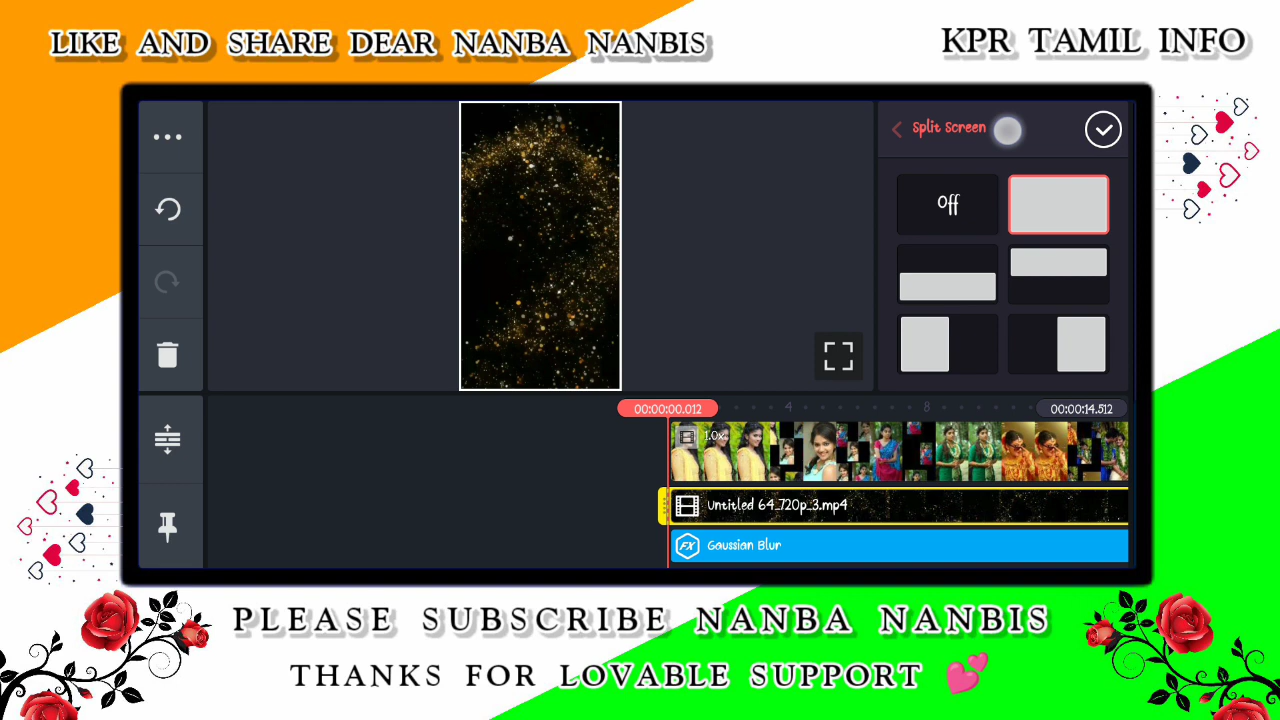 LIKE AND SHARE DEAR NANBA NANBIS
KPR TAMIL INFO
Split Screen
Off
00:00:00.012
4
8
00:00:14.512
1.0x
Untitled 64_720p_3.mp4
FX
Gaussian Blur
PLEASE SUBSCRIBE NANBA NANBIS
THANKS FOR LOVABLE SUPPORT 💕